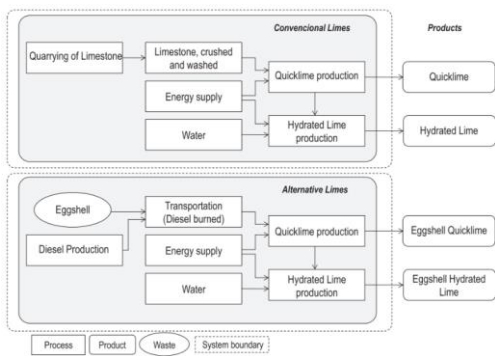 Convencional Limes
Products
Quarrying of Limestone
Limestone, crushed
and washed
Quicklime production
Quicklime
Energy supply
Water
Hydrated Lime
production
Hydrated Lime
Alternative Limes
Eggshell
Transportation
(Diesel burned)
Diesel Production
Quicklime production
Eggshell Quicklime
Energy supply
Water
Hydrated Lime
production
Eggshell Hydrated
Lime
Process
Product
Waste
System boundary